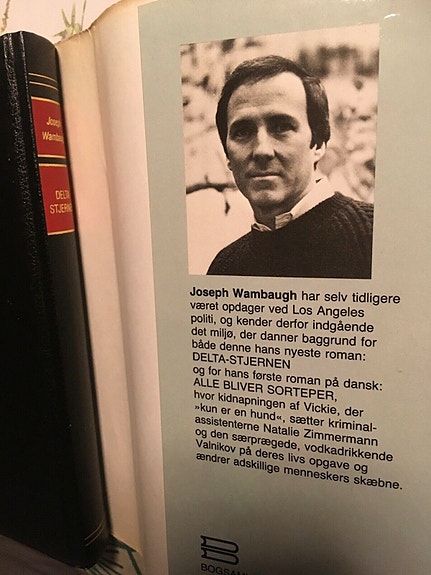 Joseph
DELTA
Joseph Wambaugh har selv tidligere
været opdager ved Los Angeles
politi, og kender derfor indgående
det miljø, der danner baggrund for
både denne hans nyeste roman:
DELTA-STJERNEN
og for hans første roman på dansk:
ALLE BLIVER SORTEPER,
hvor kidnapningen af Vickie, der
»kun er en hund«, sætter kriminal-
assistenterne Natalie Zimmermann
og den særprægede, vodkadrikkende
Valnikov på deres livs opgave og
ændrer adskillige menneskers skæbne.